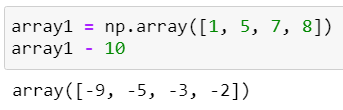 array1 = np.array([1, 5, 7, 8])
array1 - 10
array([-9, -5, -3, -2])